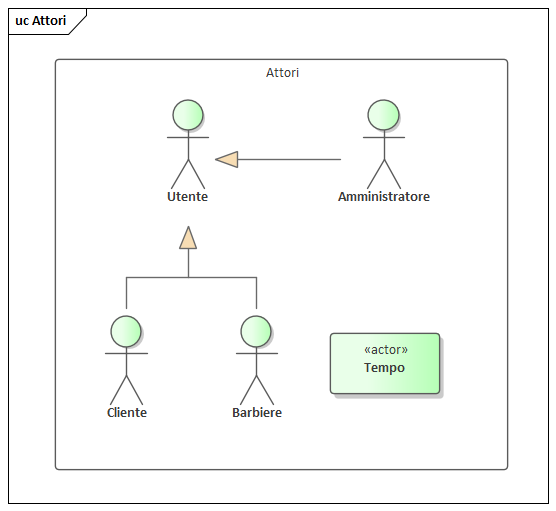 uc Attori
Attori
Utente
Amministratore
Cliente
Barbiere
«actor»
Tempo